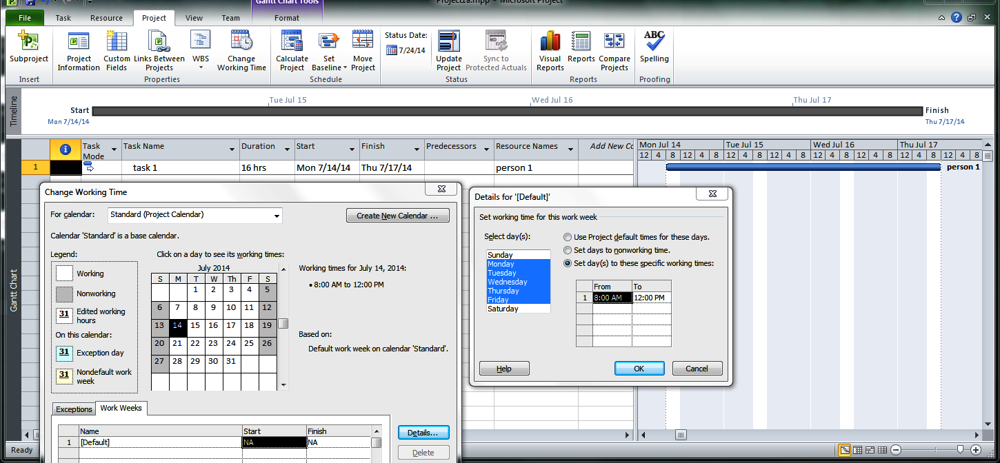 Gantt Chart Tools
Project1a.mpp - Microsoft Project
File Task Resource Project View Team Format
Subproject
Project Information
Custom Fields
Links Between Projects
WBS
Change Working Time
Calculate Project
Set Baseline
Move Project
Status Date:
7/24/14
Update Project
Sync to Protected Actuals
Visual Reports
Reports
Compare Projects
ABC
Spelling
Insert Properties Schedule Status Reports Proofing
Timeline
Tue Jul 15 Wed Jul 16 Thu Jul 17
Start
Mon 7/14/14
Finish
Thu 7/17/14
Gantt Chart
Task Mode Task Name Duration Start Finish Predecessors Resource Names Add New Co
1 task 1 16 hrs Mon 7/14/14 Thu 7/17/14 person 1
Mon Jul 14 Tue Jul 15 Wed Jul 16 Thu Jul 17
12 4 8 12 4 8 12 4 8 12 4 8 12 4 8 12 4 8 12 4 8 12 4 8
person 1
Change Working Time
For calendar: Standard (Project Calendar) Create New Calendar ...
Calendar 'Standard' is a base calendar.
Legend:
Working
Nonworking
31 Edited working hours
On this calendar:
31 Exception day
31 Nondefault work week
Click on a day to see its working times:
July 2014
S M T W Th F S
1 2 3 4 5
6 7 8 9 10 11 12
13 14 15 16 17 18 19
20 21 22 23 24 25 26
27 28 29 30 31
Working times for July 14, 2014:
• 8:00 AM to 12:00 PM
Based on:
Default work week on calendar 'Standard'.
Exceptions Work Weeks
Name Start Finish
1 [Default] NA NA
Details...
Delete
Details for '[Default]'
Set working time for this work week
Select day(s):
Sunday
Monday
Tuesday
Wednesday
Thursday
Friday
Saturday
Use Project default times for these days.
Set days to nonworking time.
Set day(s) to these specific working times:
From To
1 8:00 AM 12:00 PM
Help OK Cancel
Ready